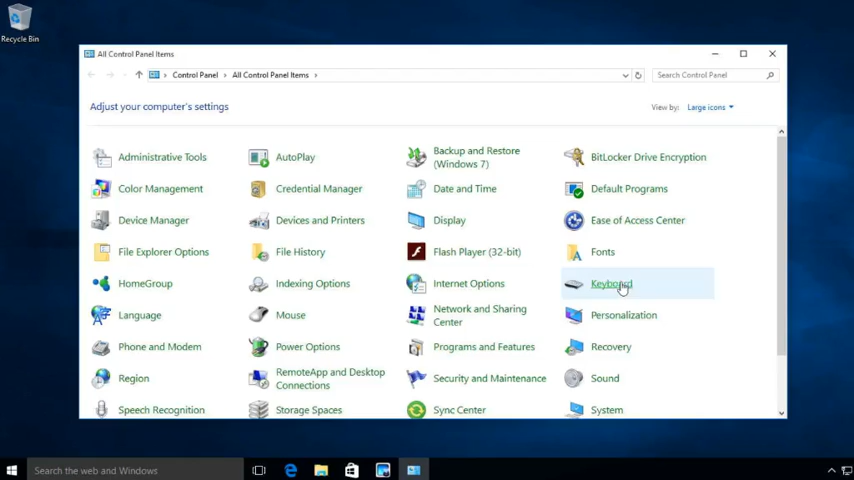 Recycle Bin
All Control Panel Items
Control Panel
All Control Panel Items
Search Control Panel
Adjust your computer's settings
View by:
Large icons
Administrative Tools
AutoPlay
Backup and Restore
(Windows 7)
BitLocker Drive Encryption
Color Management
Credential Manager
Date and Time
Default Programs
Device Manager
Devices and Printers
Display
Ease of Access Center
File Explorer Options
File History
Flash Player (32-bit)
Fonts
HomeGroup
Indexing Options
Internet Options
Keyboard
Language
Mouse
Network and Sharing
Center
Personalization
Phone and Modem
Power Options
Programs and Features
Recovery
Region
RemoteApp and Desktop
Connections
Security and Maintenance
Sound
Speech Recognition
Storage Spaces
Sync Center
System
Search the web and Windows